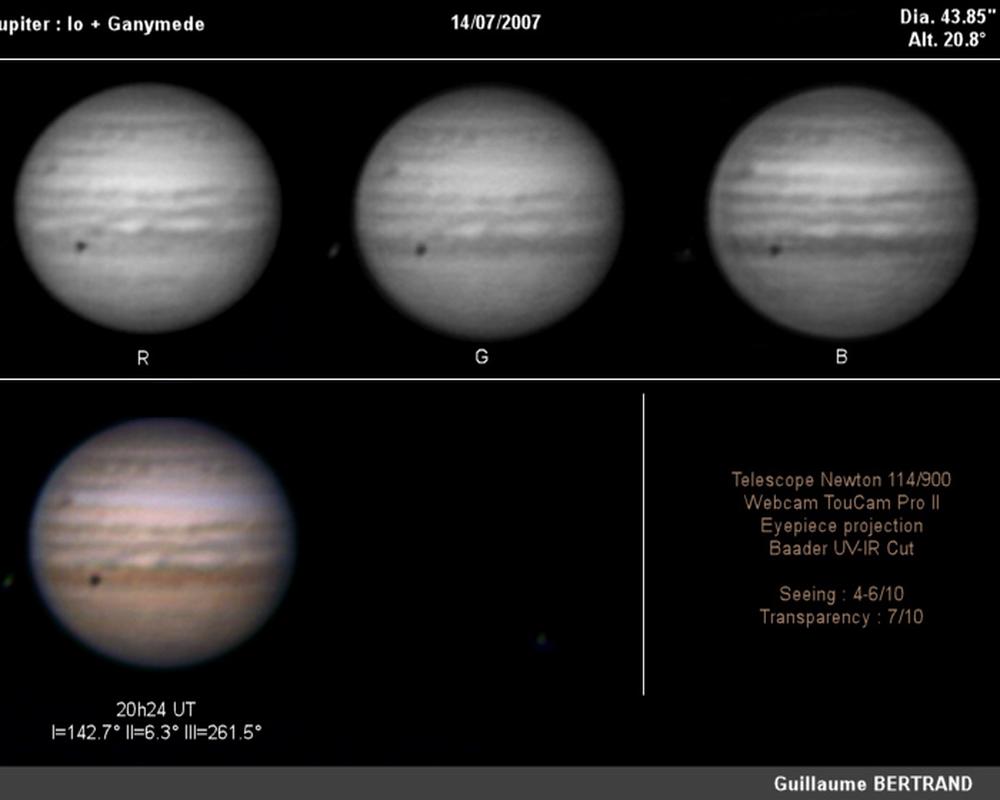 upiter : Io + Ganymede
14/07/2007
Dia. 43.85"
Alt. 20.8°
R
G
B
Telescope Newton 114/900
Webcam TouCam Pro II
Eyepiece projection
Baader UV-IR Cut
Seeing : 4-6/10
Transparency : 7/10
20h24 UT
I=142.7° II=6.3° III=261.5°
Guillaume BERTRAND